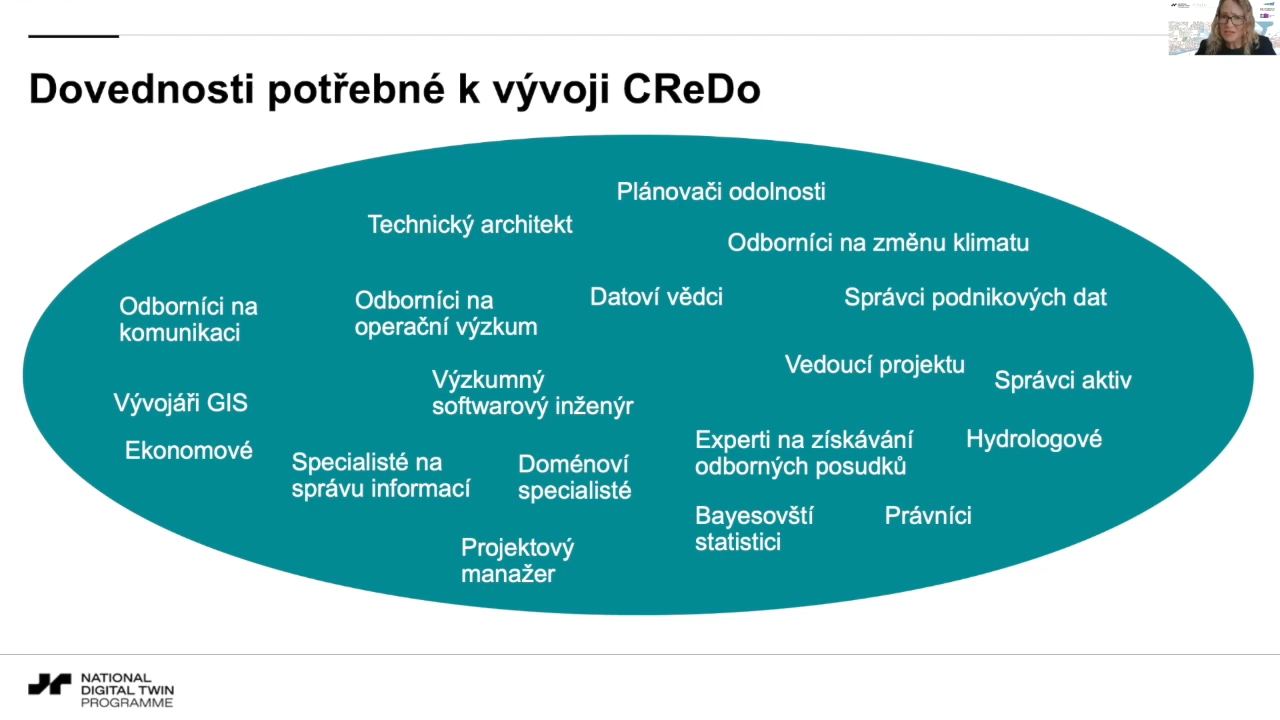 Dovednosti potřebné k vývoji CReDo
Plánovači odolnosti
Technický architekt
Odborníci na změnu klimatu
Odborníci na
komunikaci
Odborníci na
operační výzkum
Datoví vědci
Správci podnikových dat
Vedoucí projektu
Správci aktiv
Výzkumný
softwarový inženýr
Vývojáři GIS
Ekonomové
Specialisté na
správu informací
Doménoví
specialisté
Experti na získávání
odborných posudků
Hydrologové
Bayesovští
statistici
Právníci
Projektový
manažer
NATIONAL
DIGITAL TWIN
PROGRAMME